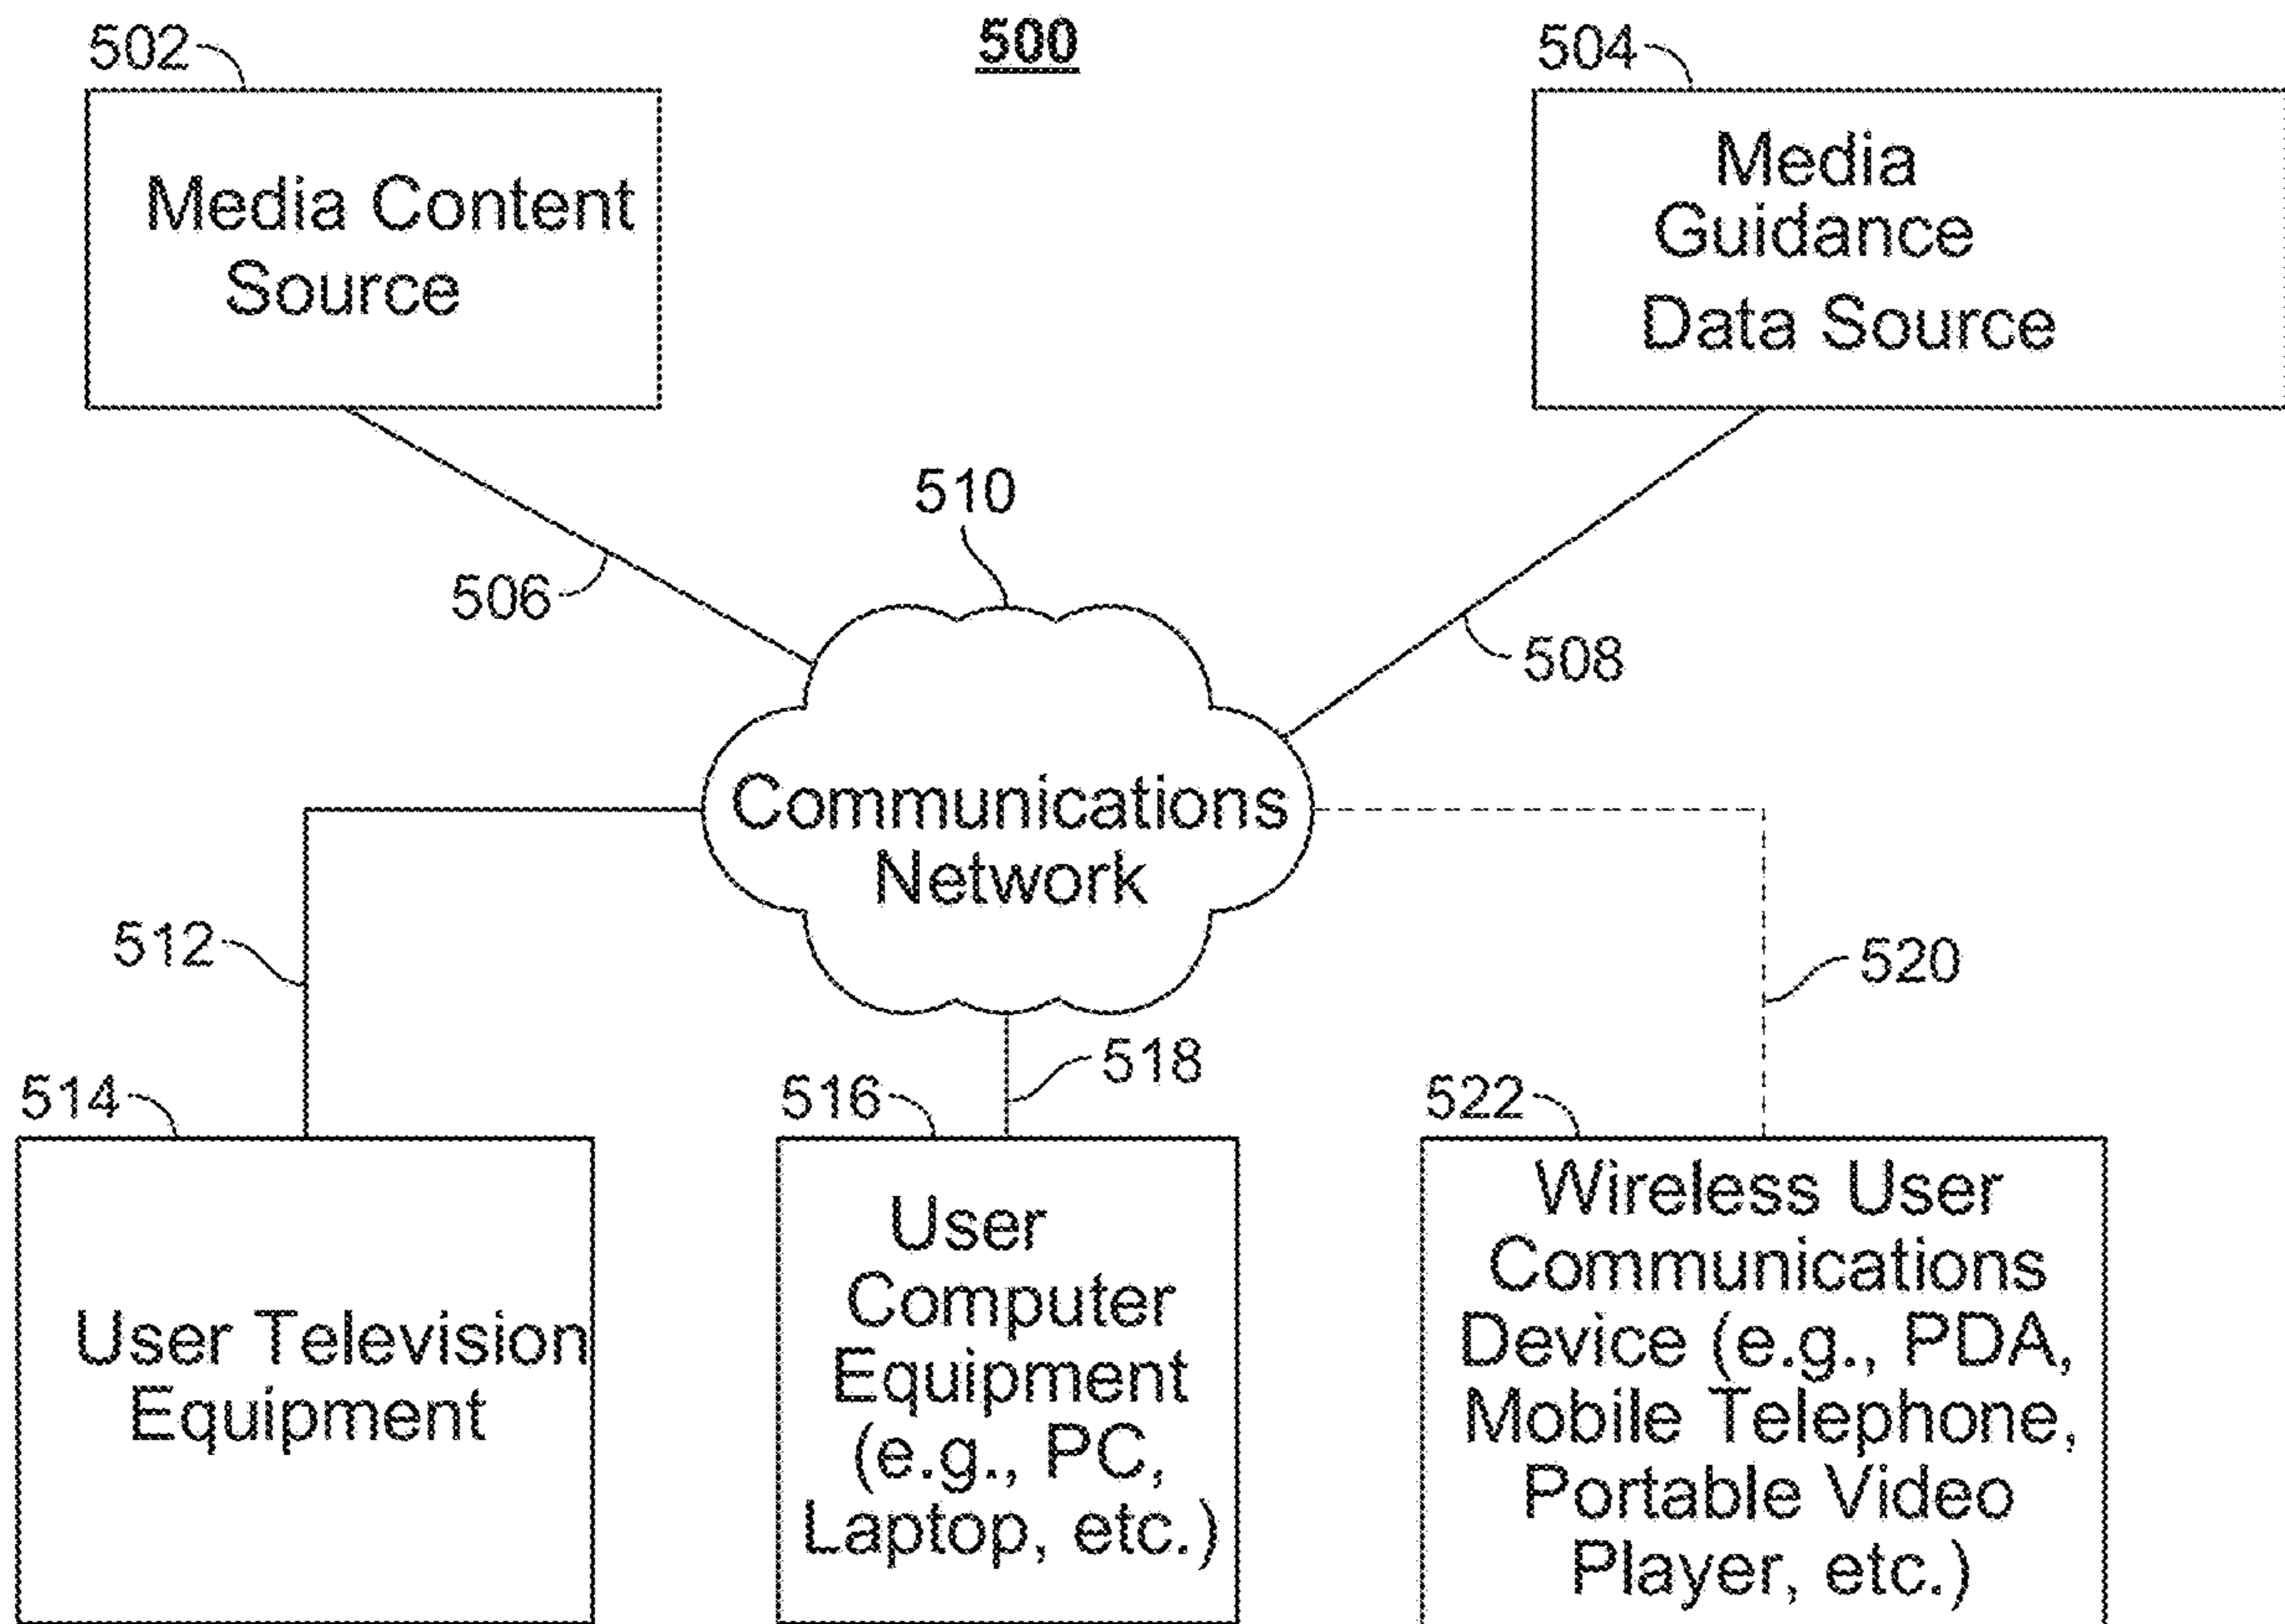 500
502
504
Media Content
Source
Media
Guidance
Data Source
510
506
508
Communications
Network
512
520
518
514
516
522
User Television
Equipment
User
Computer
Equipment
(e.g., PC,
Laptop, etc.)
Wireless User
Communications
Device (e.g., PDA,
Mobile Telephone,
Portable Video
Player, etc.)